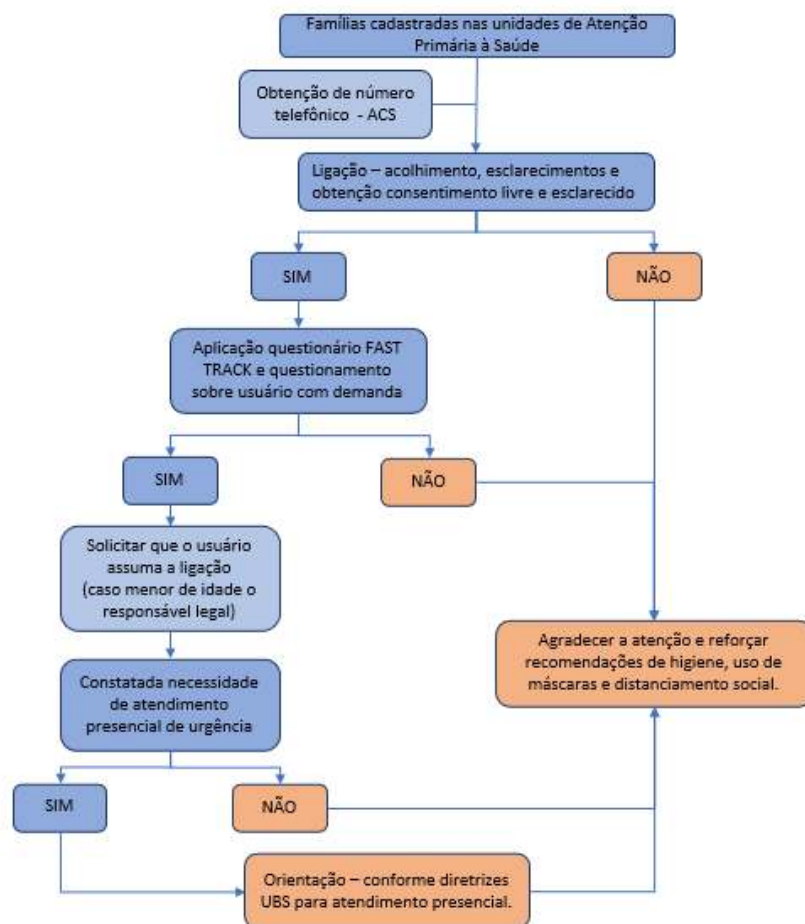 Famílias cadastradas nas unidades de Atenção
Primária à Saúde
Obtenção de número
telefônico - ACS
Ligação – acolhimento, esclarecimentos e
obtenção consentimento livre e esclarecido
SIM
NÃO
Aplicação questionário FAST
TRACK e questionamento
sobre usuário com demanda
SIM
NÃO
Solicitar que o usuário
assuma a ligação
(caso menor de idade o
responsável legal)
Agradecer a atenção e reforçar
recomendações de higiene, uso de
máscaras e distanciamento social.
Constatada necessidade
de atendimento
presencial de urgência
SIM
NÃO
Orientação – conforme diretrizes
UBS para atendimento presencial.